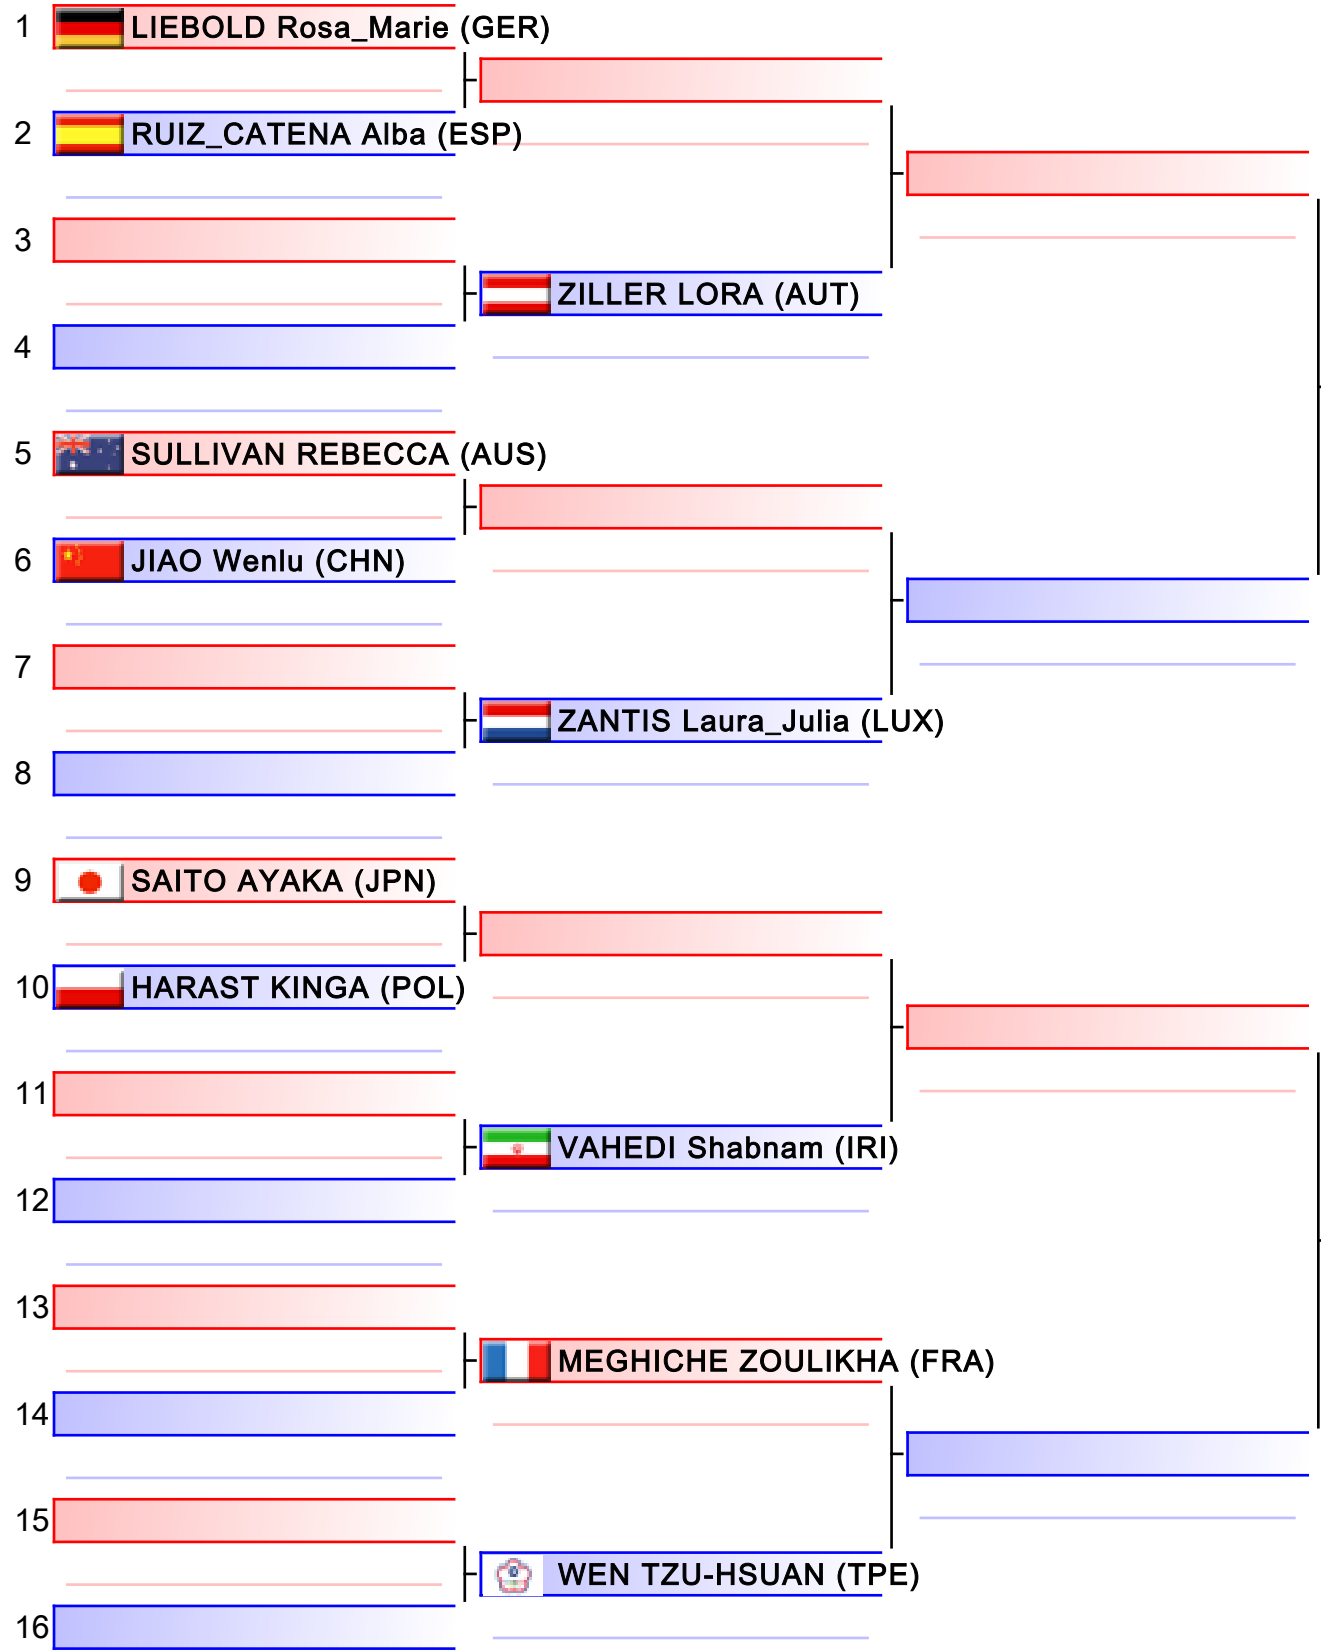 1 LIEBOLD Rosa_Marie (GER)
2 RUIZ_CATENA Alba (ESP)
3
ZILLER LORA (AUT)
4
5 SULLIVAN REBECCA (AUS)
6 JIAO Wenlu (CHN)
7
ZANTIS Laura_Julia (LUX)
8
9 SAITO AYAKA (JPN)
10 HARAST KINGA (POL)
11
VAHEDI Shabnam (IRI)
12
13
MEGHICHE ZOULIKHA (FRA)
14
15
WEN TZU-HSUAN (TPE)
16